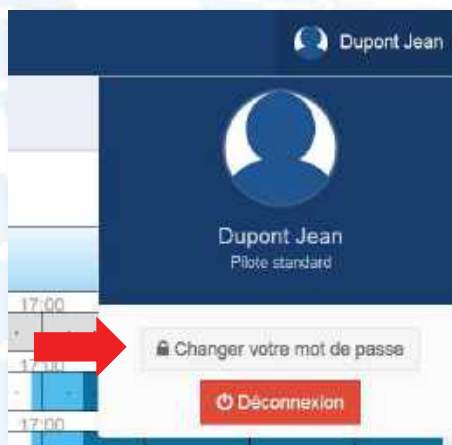 Dupont Jean
Dupont Jean
Pilote standard
17:00
Changer votre mot de passe
17:00
Déconnexion
17:00